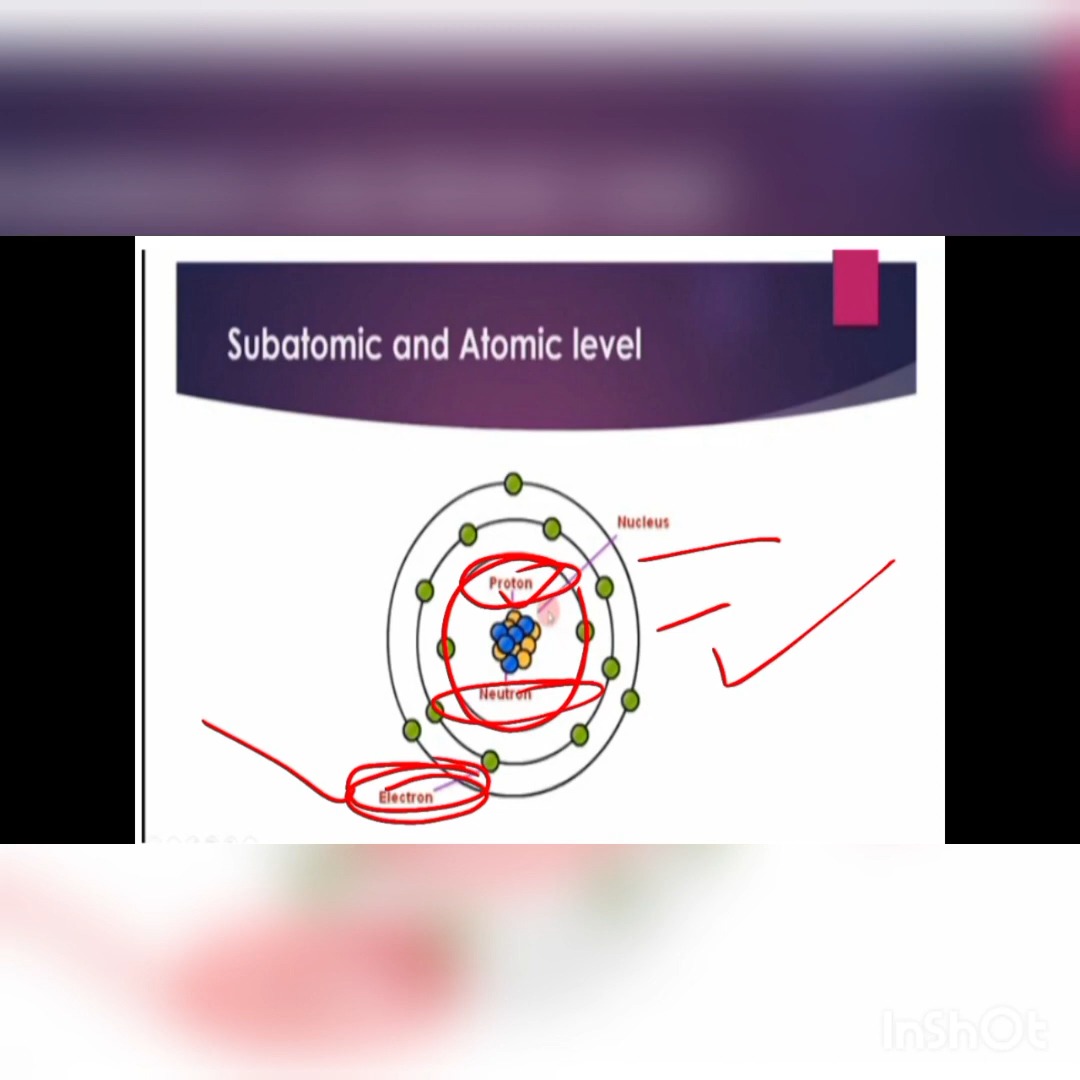 Subatomic and Atomic level
Nucleus
Proton
Neutron
Electron
InShOt